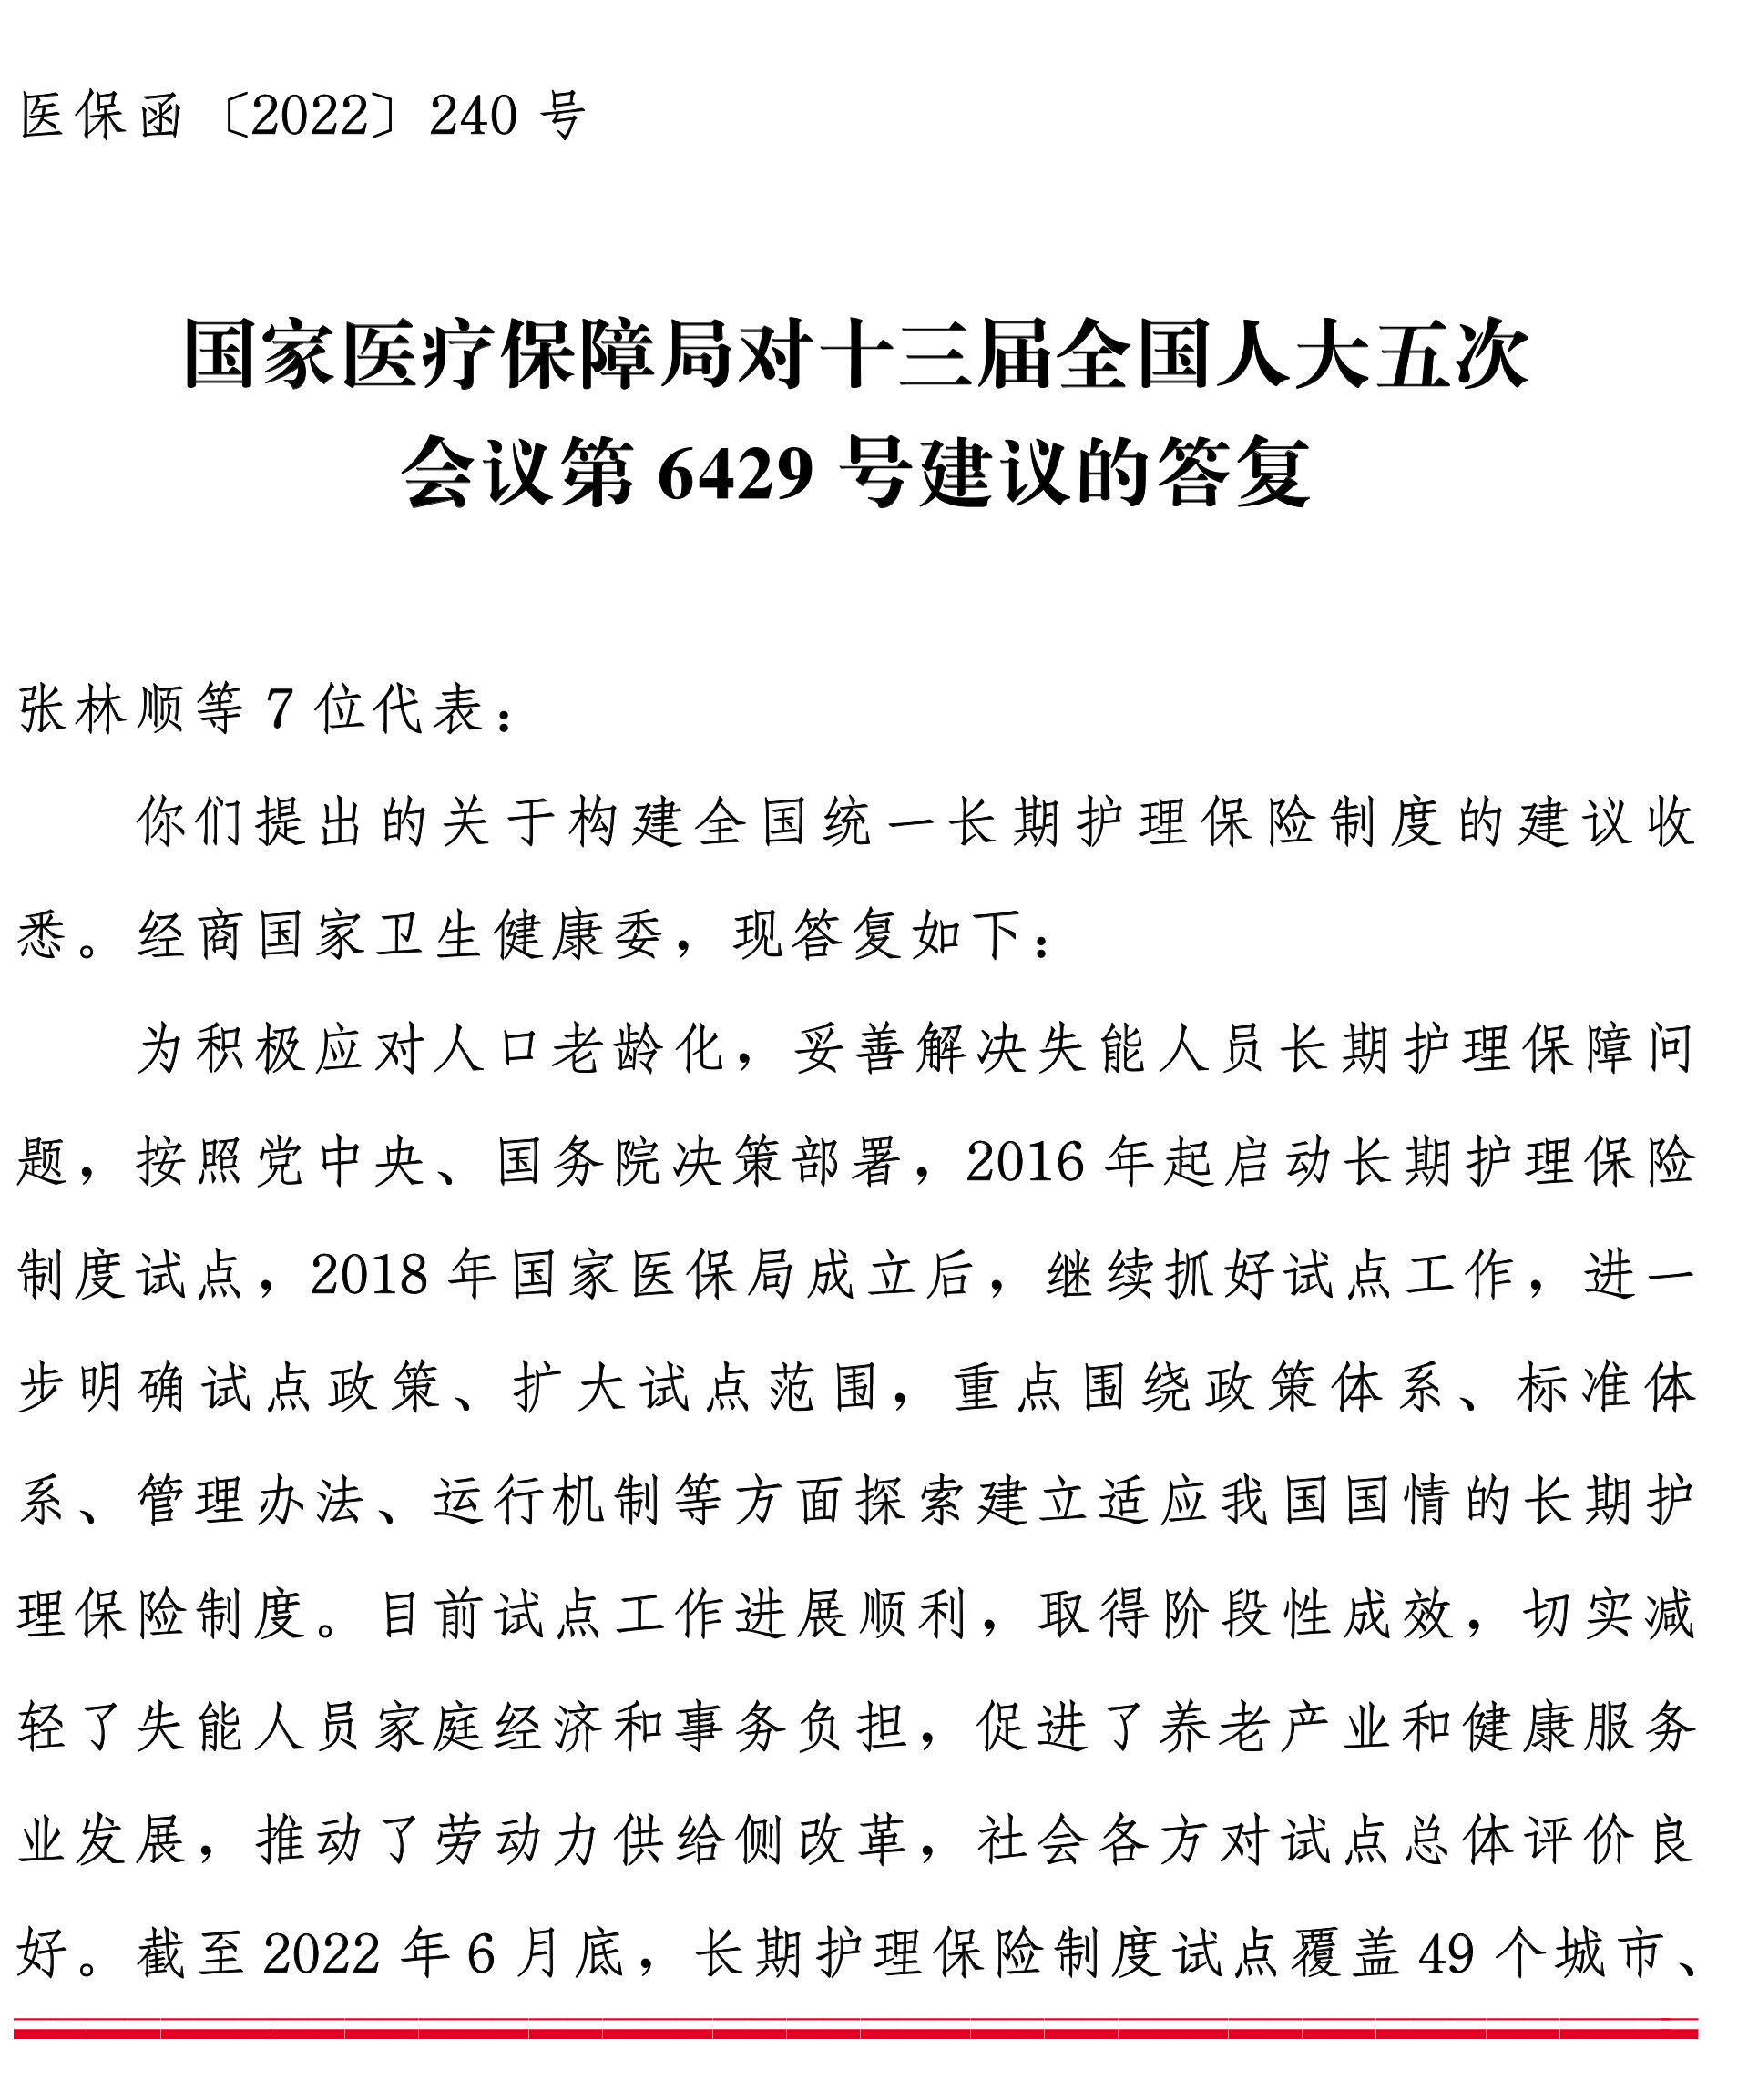 医保函〔2022〕240 号
国家医疗保障局对十三届全国人大五次
会议第 6429 号建议的答复
张林顺等 7 位代表：
你们提出的关于构建全国统一长期护理保险制度的建议收
悉。经商国家卫生健康委，现答复如下：
为积极应对人口老龄化，妥善解决失能人员长期护理保障问
题，按照党中央、国务院决策部署，2016 年起启动长期护理保险
制度试点，2018 年国家医保局成立后，继续抓好试点工作，进一
步明确试点政策、扩大试点范围，重点围绕政策体系、标准体
系、管理办法、运行机制等方面探索建立适应我国国情的长期护
理保险制度。目前试点工作进展顺利，取得阶段性成效，切实减
轻了失能人员家庭经济和事务负担，促进了养老产业和健康服务
业发展，推动了劳动力供给侧改革，社会各方对试点总体评价良
好。截至 2022 年 6 月底，长期护理保险制度试点覆盖 49 个城市、